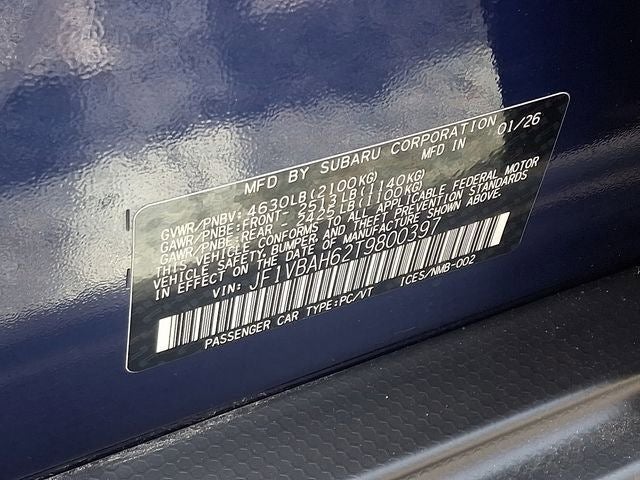 MFD BY SUBARU CORPORATION
MFD IN 01/26
GVWR/PNBV: 4630LB(2100KG)
GAWR/PNBE:FRONT- 2513LB(1140KG)
GAWR/PNBE:REAR - 2425LB(1100KG)
THIS VEHICLE CONFORMS TO ALL APPLICABLE FEDERAL MOTOR
VEHICLE SAFETY, BUMPER, AND THEFT PREVENTION STANDARDS
IN EFFECT ON THE DATE OF MANUFACTURE SHOWN ABOVE.
VIN: JF1VBAH62T9800397
PASSENGER CAR TYPE:PC/VT ICES/NMB-002